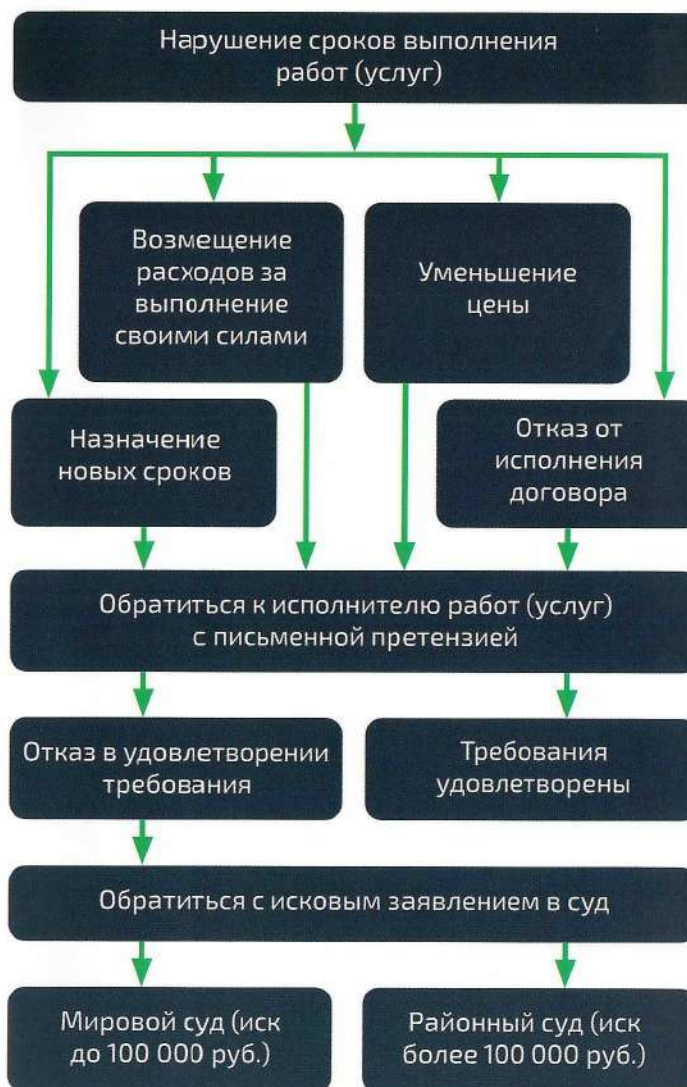 Нарушение сроков выполнения
работ (услуг)
Возмещение
расходов за
выполнение
своими силами
Уменьшение
цены
Назначение
новых сроков
Отказ от
исполнения
договора
Обратиться к исполнителю работ (услуг)
с письменной претензией
Отказ в удовлетворении
требования
Требования
удовлетворены
Обратиться с исковым заявлением в суд
Мировой суд (иск
до 100 000 руб.)
Районный суд (иск
более 100 000 руб.)